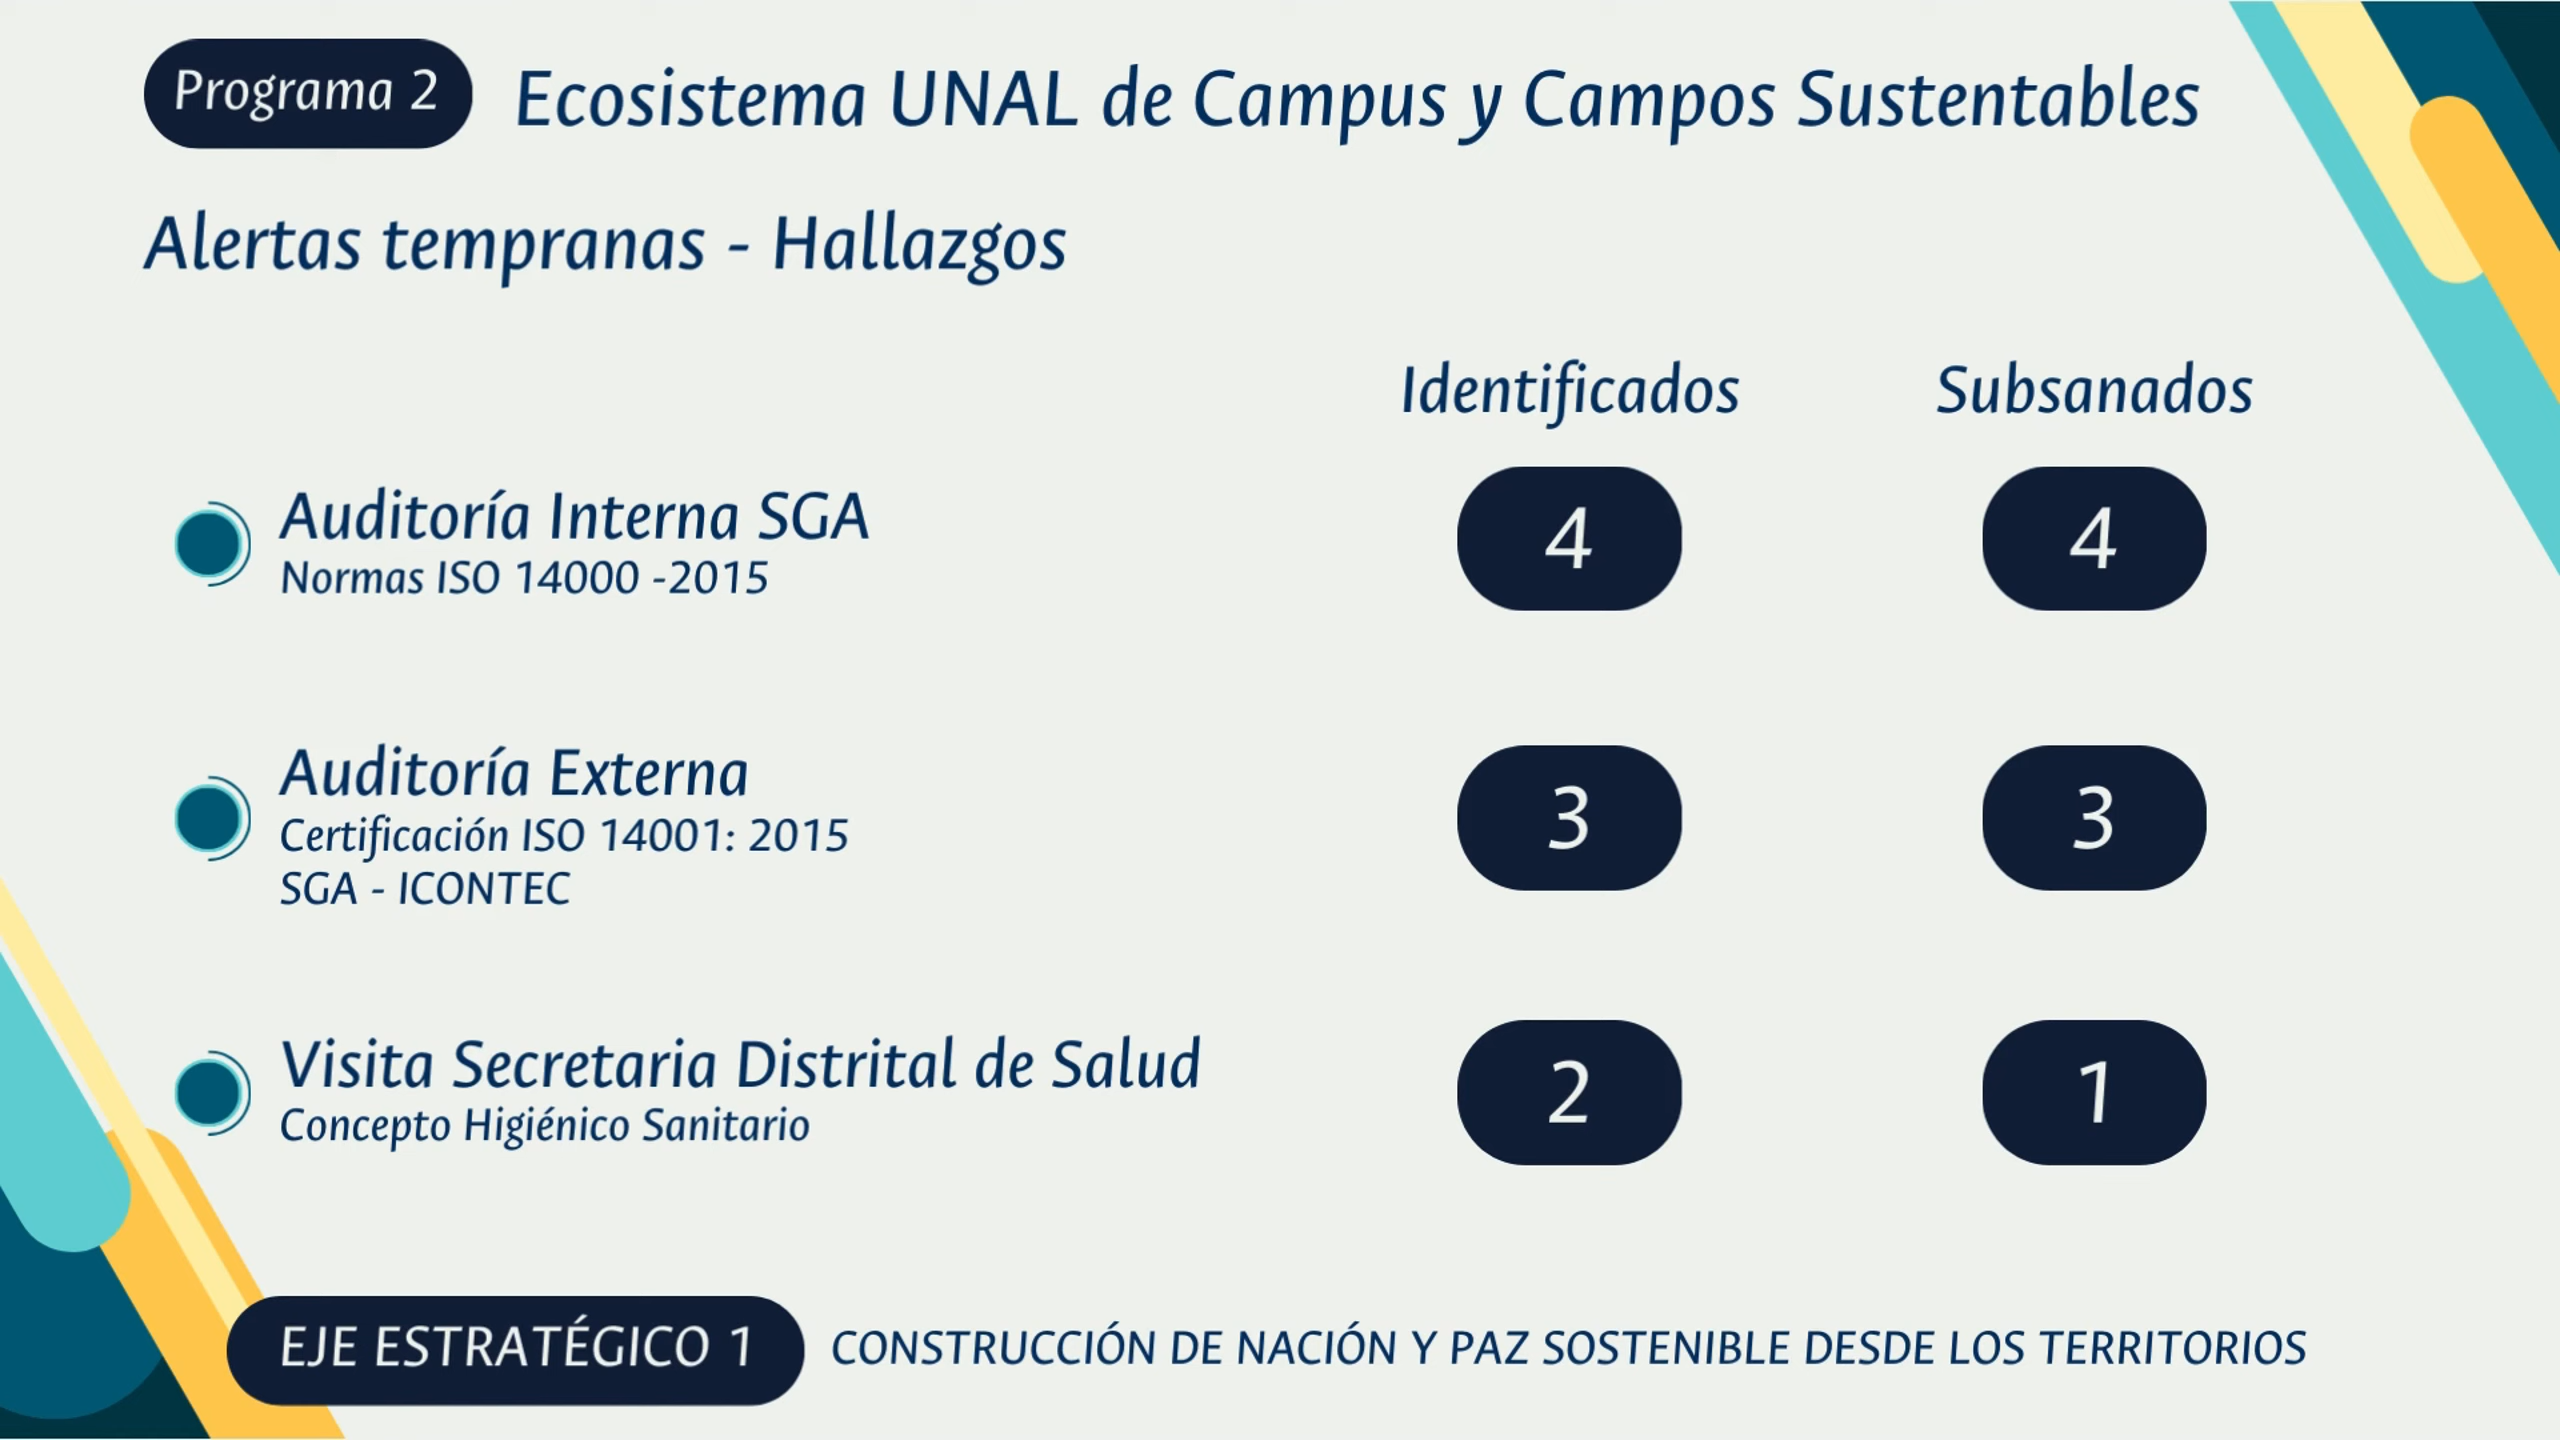 Programa 2 Ecosistema UNAL de Campus y Campos Sustentables
Alertas tempranas - Hallazgos
Identificados Subsanados
Auditoría Interna SGA
Normas ISO 14000 -2015
4 4
Auditoría Externa
Certificación ISO 14001: 2015
SGA - ICONTEC
3 3
Visita Secretaria Distrital de Salud
Concepto Higiénico Sanitario
2 1
EJE ESTRATÉGICO 1 CONSTRUCCIÓN DE NACIÓN Y PAZ SOSTENIBLE DESDE LOS TERRITORIOS